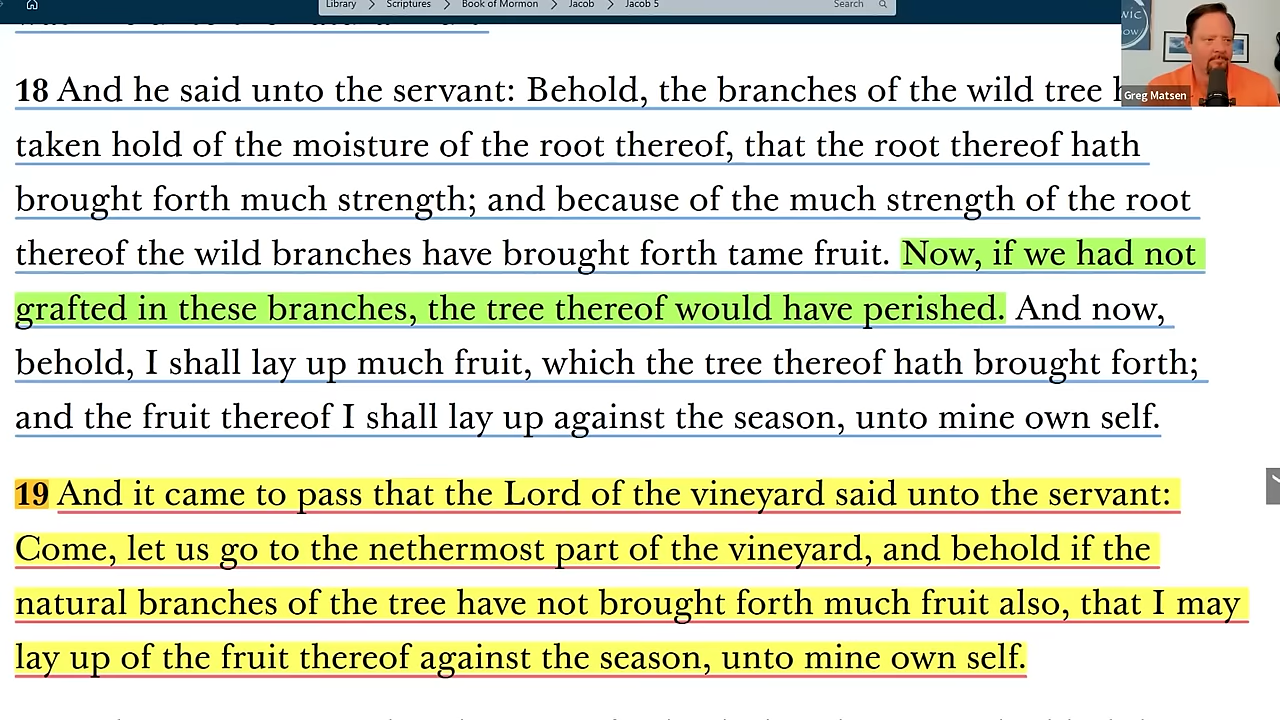 Library > Scriptures > Book of Mormon > Jacob > Jacob 5
Search
Greg Matsen
18 And he said unto the servant: Behold, the branches of the wild tree
taken hold of the moisture of the root thereof, that the root thereof hath
brought forth much strength; and because of the much strength of the root
thereof the wild branches have brought forth tame fruit. Now, if we had not
grafted in these branches, the tree thereof would have perished. And now,
behold, I shall lay up much fruit, which the tree thereof hath brought forth;
and the fruit thereof I shall lay up against the season, unto mine own self.
19 And it came to pass that the Lord of the vineyard said unto the servant:
Come, let us go to the nethermost part of the vineyard, and behold if the
natural branches of the tree have not brought forth much fruit also, that I may
lay up of the fruit thereof against the season, unto mine own self.